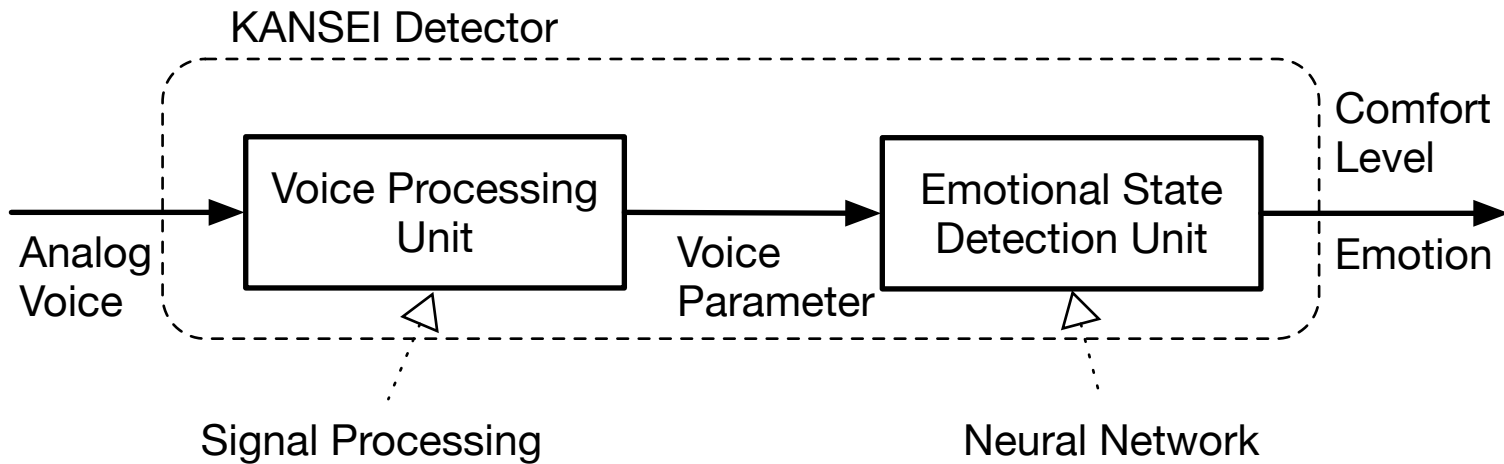 KANSEI Detector
Analog
Voice
Voice Processing
Unit
Voice
Parameter
Emotional State
Detection Unit
Comfort
Level
Emotion
Signal Processing
Neural Network